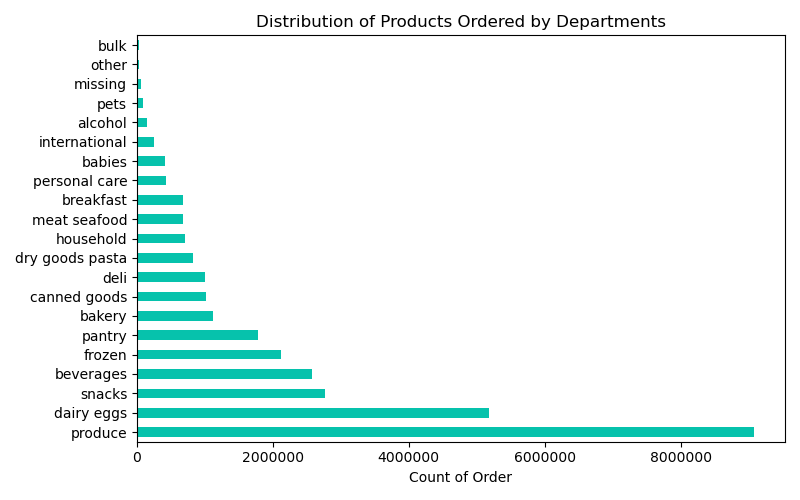 Distribution of Products Ordered by Departments
bulk
other
missing
pets
alcohol
international
babies
personal care
breakfast
meat seafood
household
dry goods pasta
deli
canned goods
bakery
pantry
frozen
beverages
snacks
dairy eggs
produce
0 2000000 4000000 6000000 8000000
Count of Order